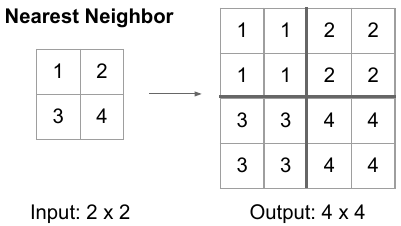 Nearest Neighbor
1 2
3 4
1 1 2 2
1 1 2 2
3 3 4 4
3 3 4 4
Input: 2 x 2
Output: 4 x 4